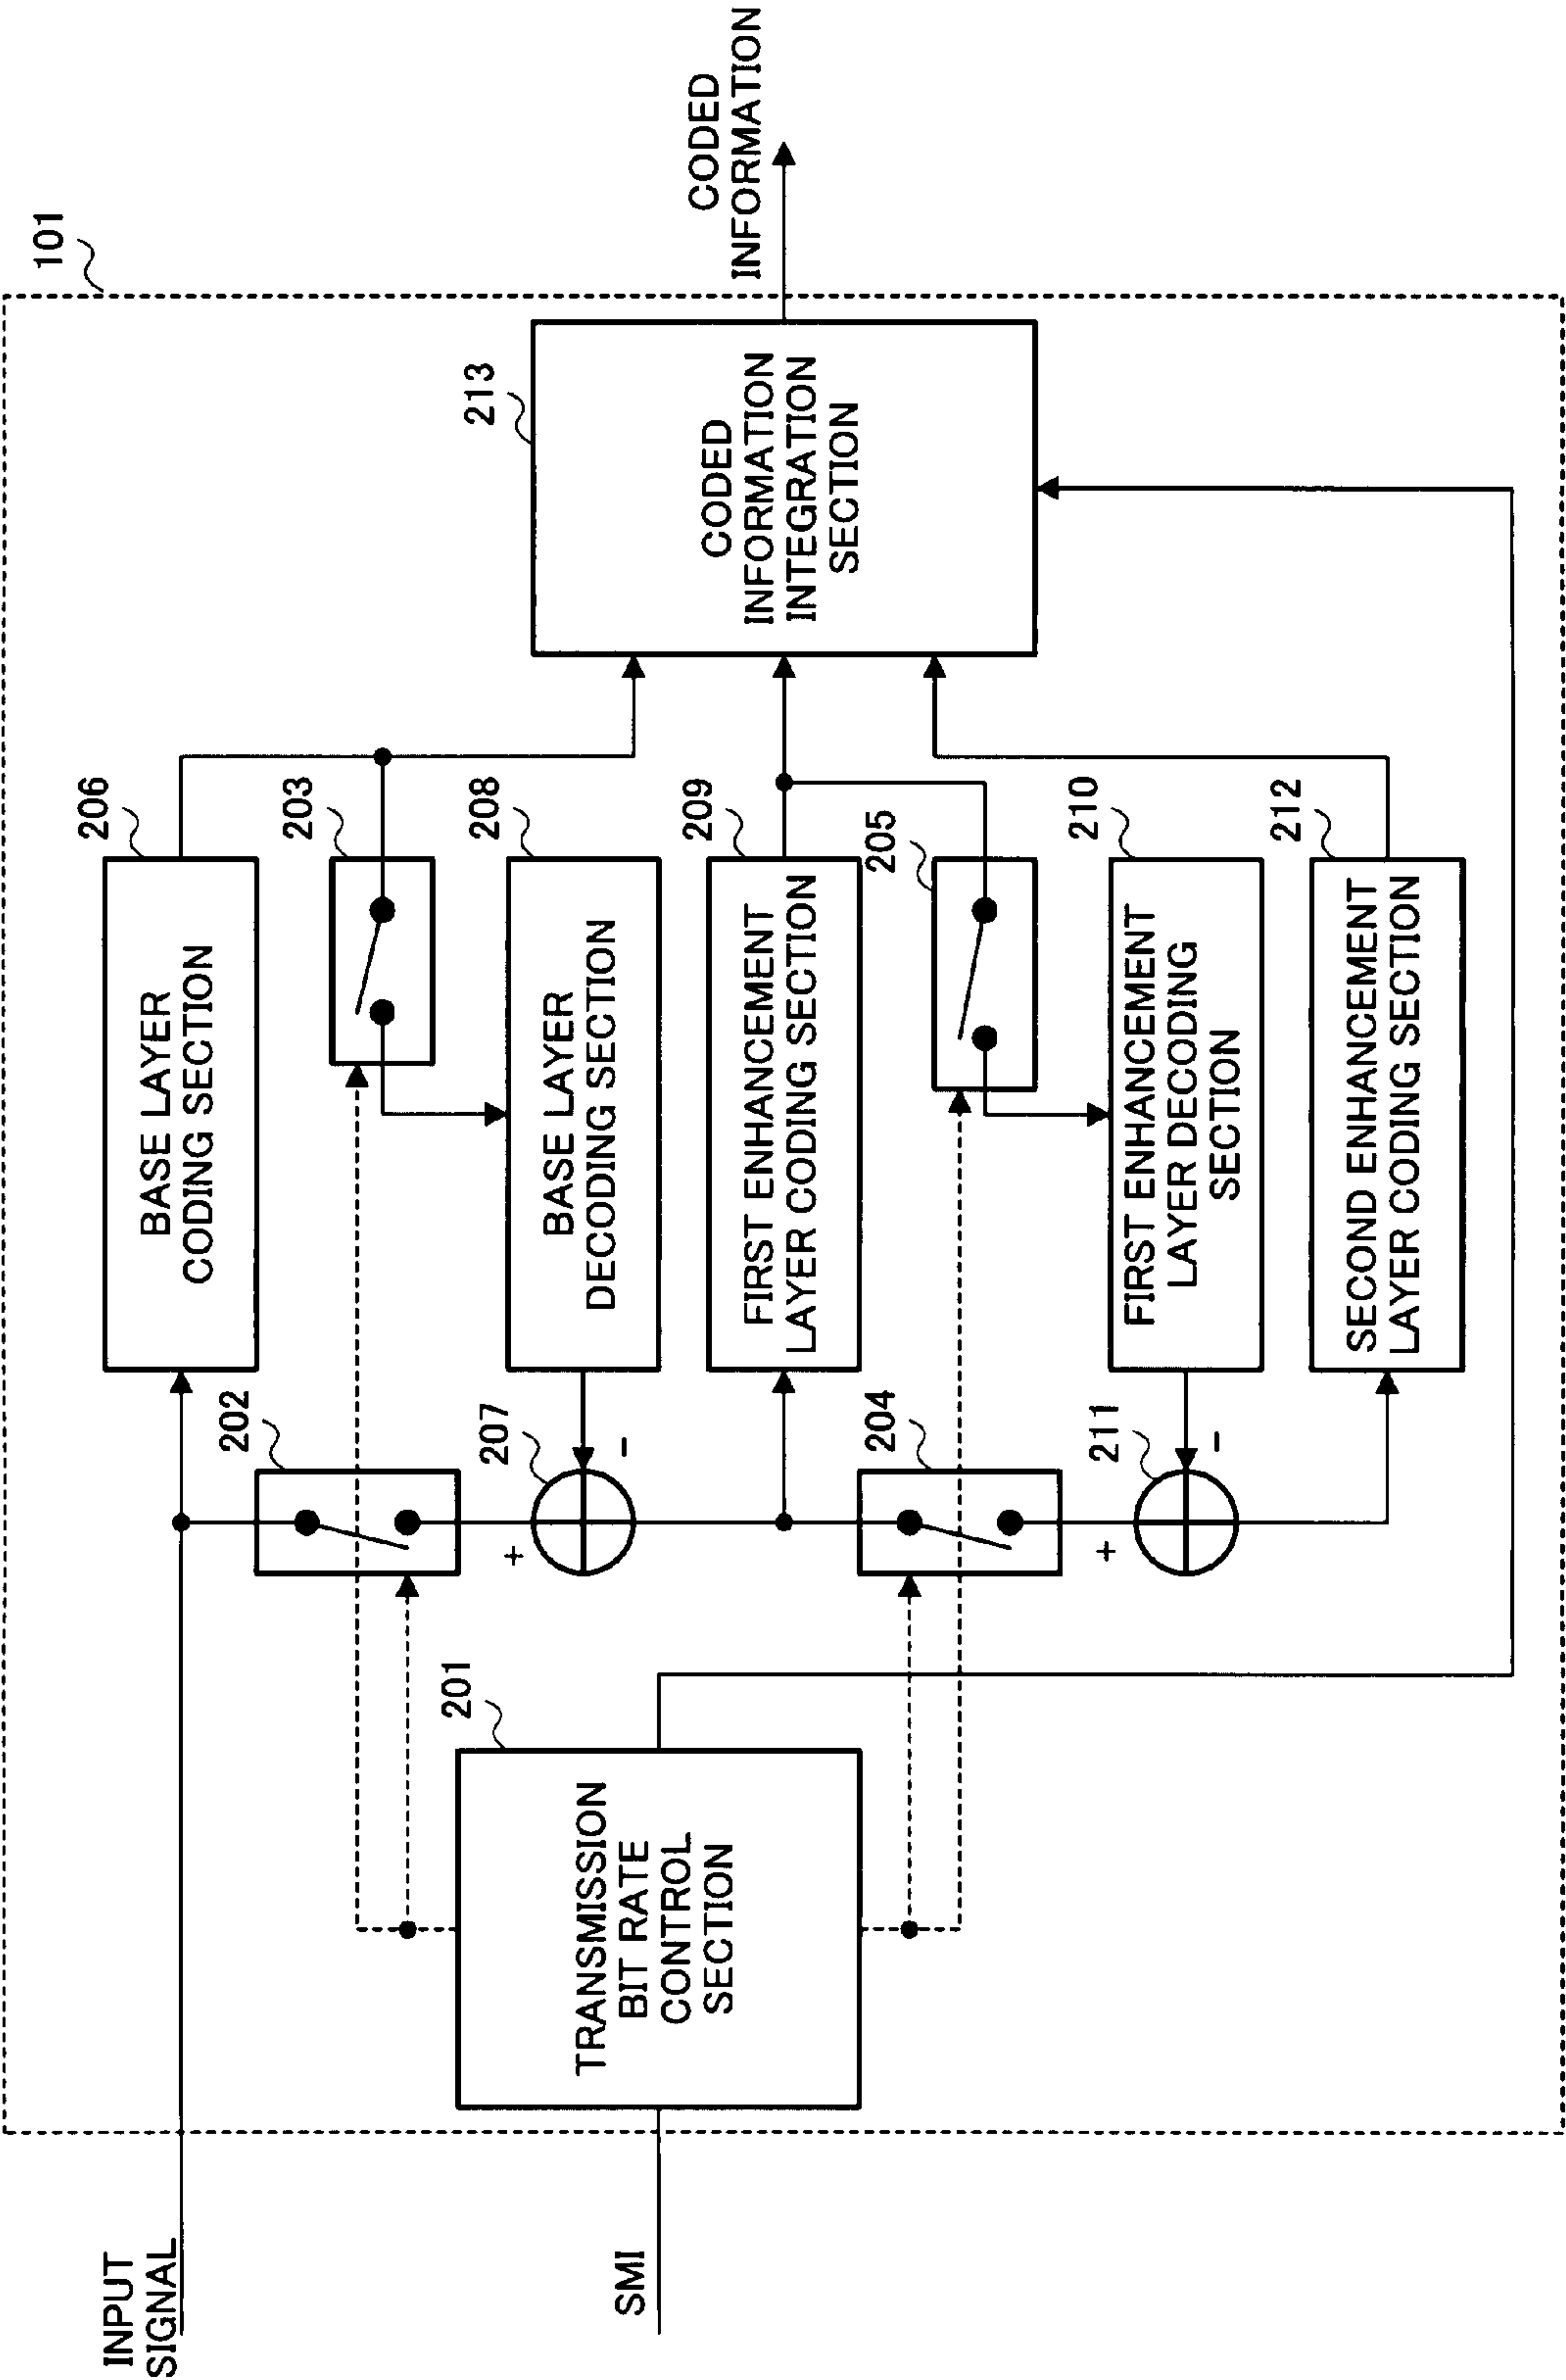 101
INPUT
SIGNAL
206
BASE LAYER
CODING SECTION
202
203
213
CODED
INFORMATION
INTEGRATION
SECTION
CODED
INFORMATION
208
BASE LAYER
DECODING SECTION
207
+
-
201
TRANSMISSION
BIT RATE
CONTROL
SECTION
SMI
209
FIRST ENHANCEMENT
LAYER CODING SECTION
204
205
210
FIRST ENHANCEMENT
LAYER DECODING
SECTION
211
+
-
212
SECOND ENHANCEMENT
LAYER CODING SECTION